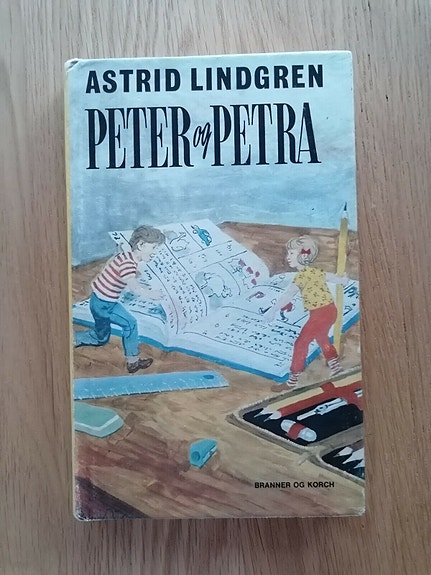 ASTRID LINDGREN
PETER og PETRA
BRANNER OG KORCH